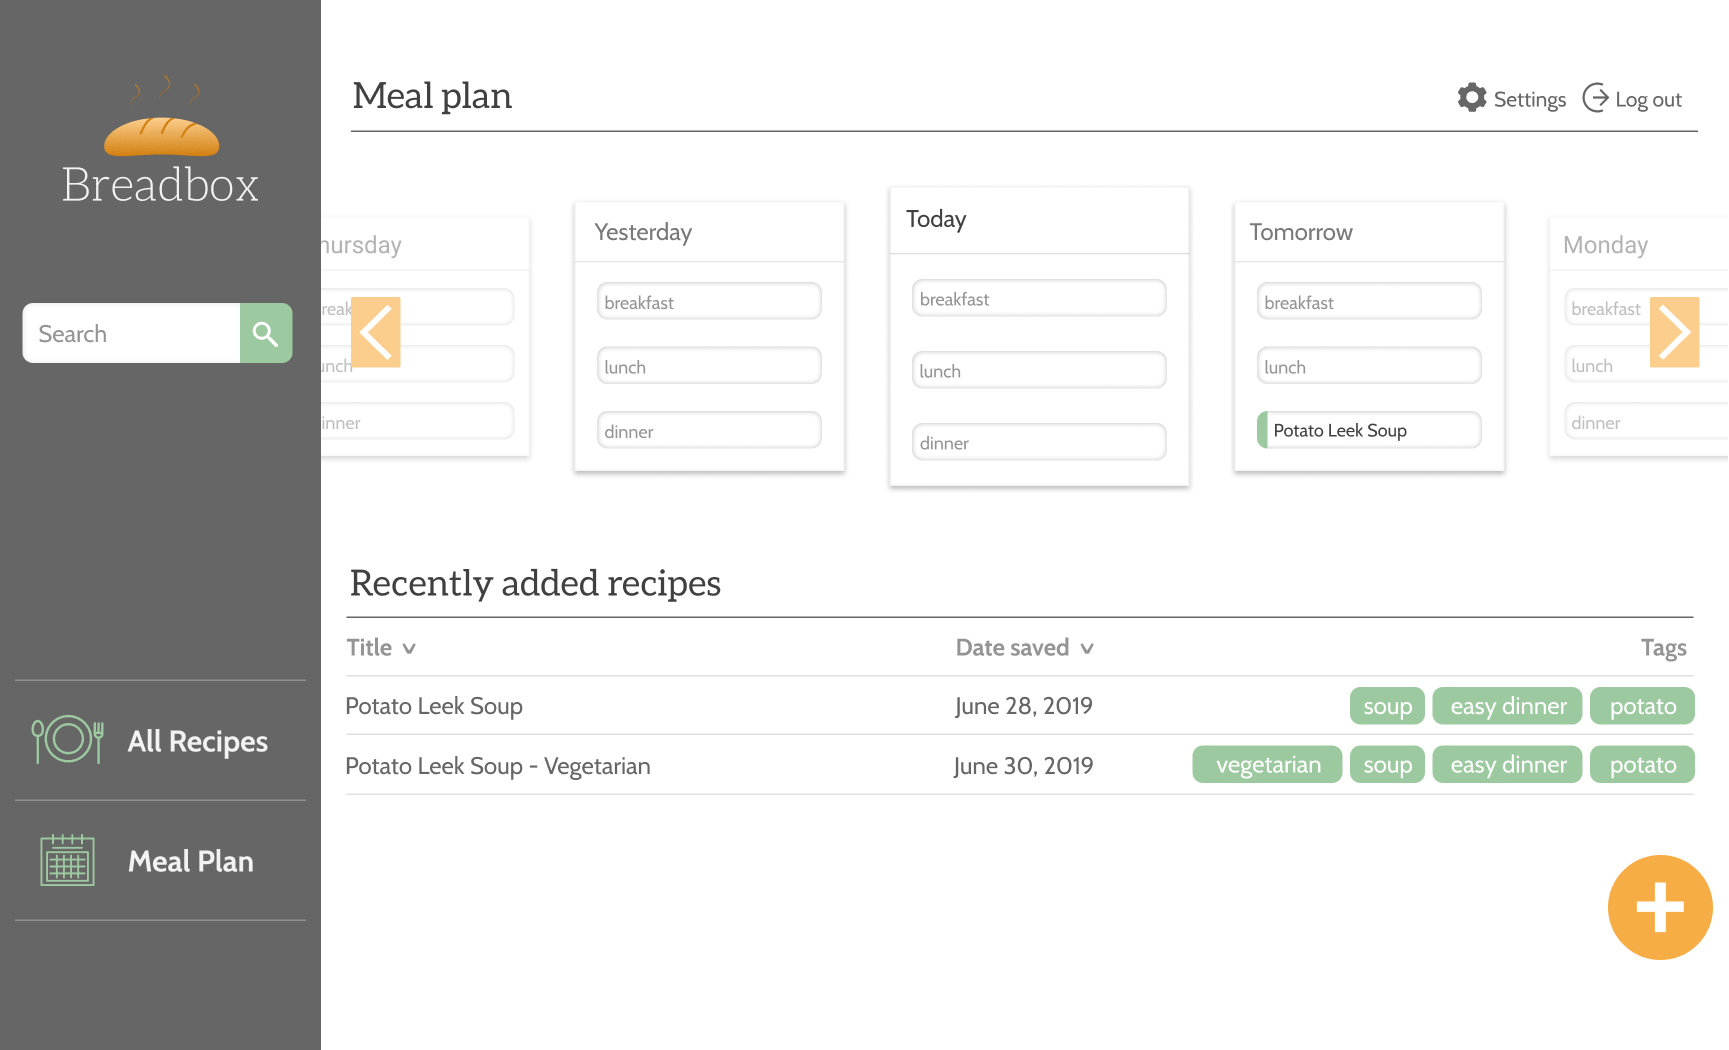 Breadbox
Search
All Recipes
Meal Plan
Meal plan
Settings
Log out
hursday
reak
unch
inner
Yesterday
breakfast
lunch
dinner
Today
breakfast
lunch
dinner
Tomorrow
breakfast
lunch
Potato Leek Soup
Monday
breakfast
lunch
dinner
Recently added recipes
Title Date saved Tags
Potato Leek Soup June 28, 2019 soup easy dinner potato
Potato Leek Soup - Vegetarian June 30, 2019 vegetarian soup easy dinner potato